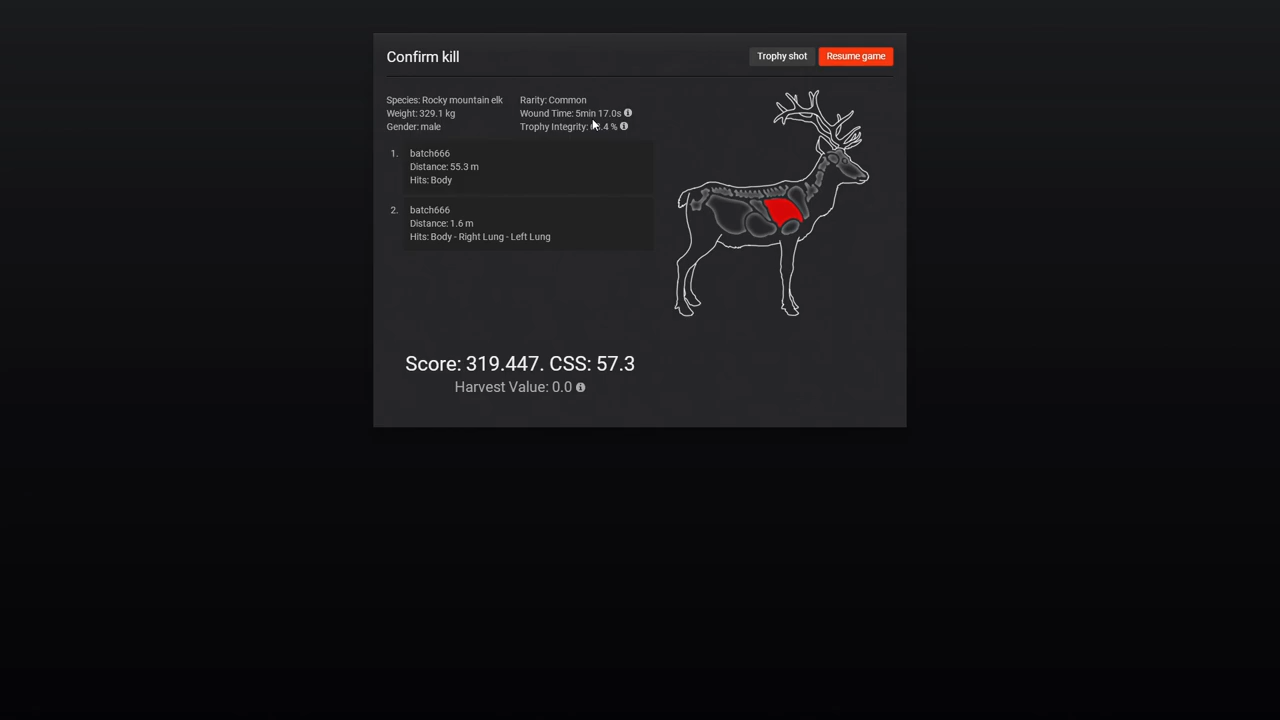 Confirm kill
Trophy shot
Resume game
Species: Rocky mountain elk
Weight: 329.1 kg
Gender: male
Rarity: Common
Wound Time: 5min 17.0s
Trophy Integrity: .4 %
1. batch666
Distance: 55.3 m
Hits: Body
2. batch666
Distance: 1.6 m
Hits: Body - Right Lung - Left Lung
Score: 319.447. CSS: 57.3
Harvest Value: 0.0